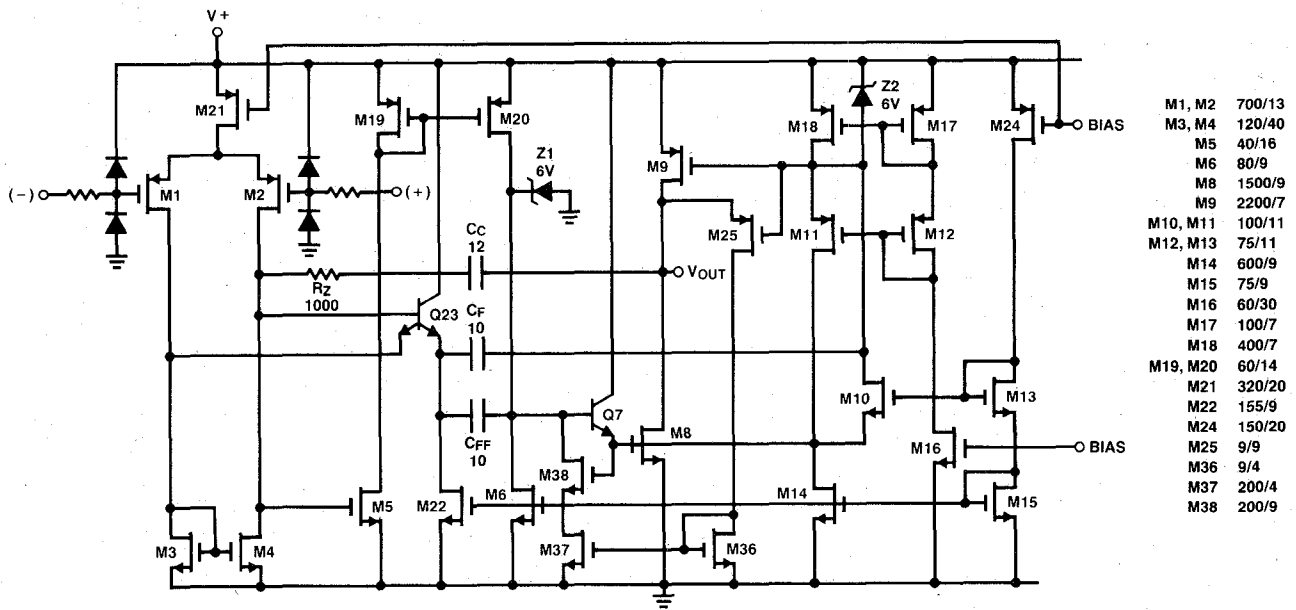 V+
M21
M19
M20
Z1
6V
M9
M18
Z2
6V
M17
M24
BIAS
(−)
M1
M2
(+)
M25
M11
M12
CC
12
RZ
1000
VOUT
Q23
CF
10
CFF
10
Q7
M8
M10
M13
M16
BIAS
M38
M5
M22
M6
M14
M15
M3
M4
M37
M36
M1, M2 700/13
M3, M4 120/40
M5 40/16
M6 80/9
M8 1500/9
M9 2200/7
M10, M11 100/11
M12, M13 75/11
M14 600/9
M15 75/9
M16 60/30
M17 100/7
M18 400/7
M19, M20 60/14
M21 320/20
M22 155/9
M24 150/20
M25 9/9
M36 9/4
M37 200/4
M38 200/9